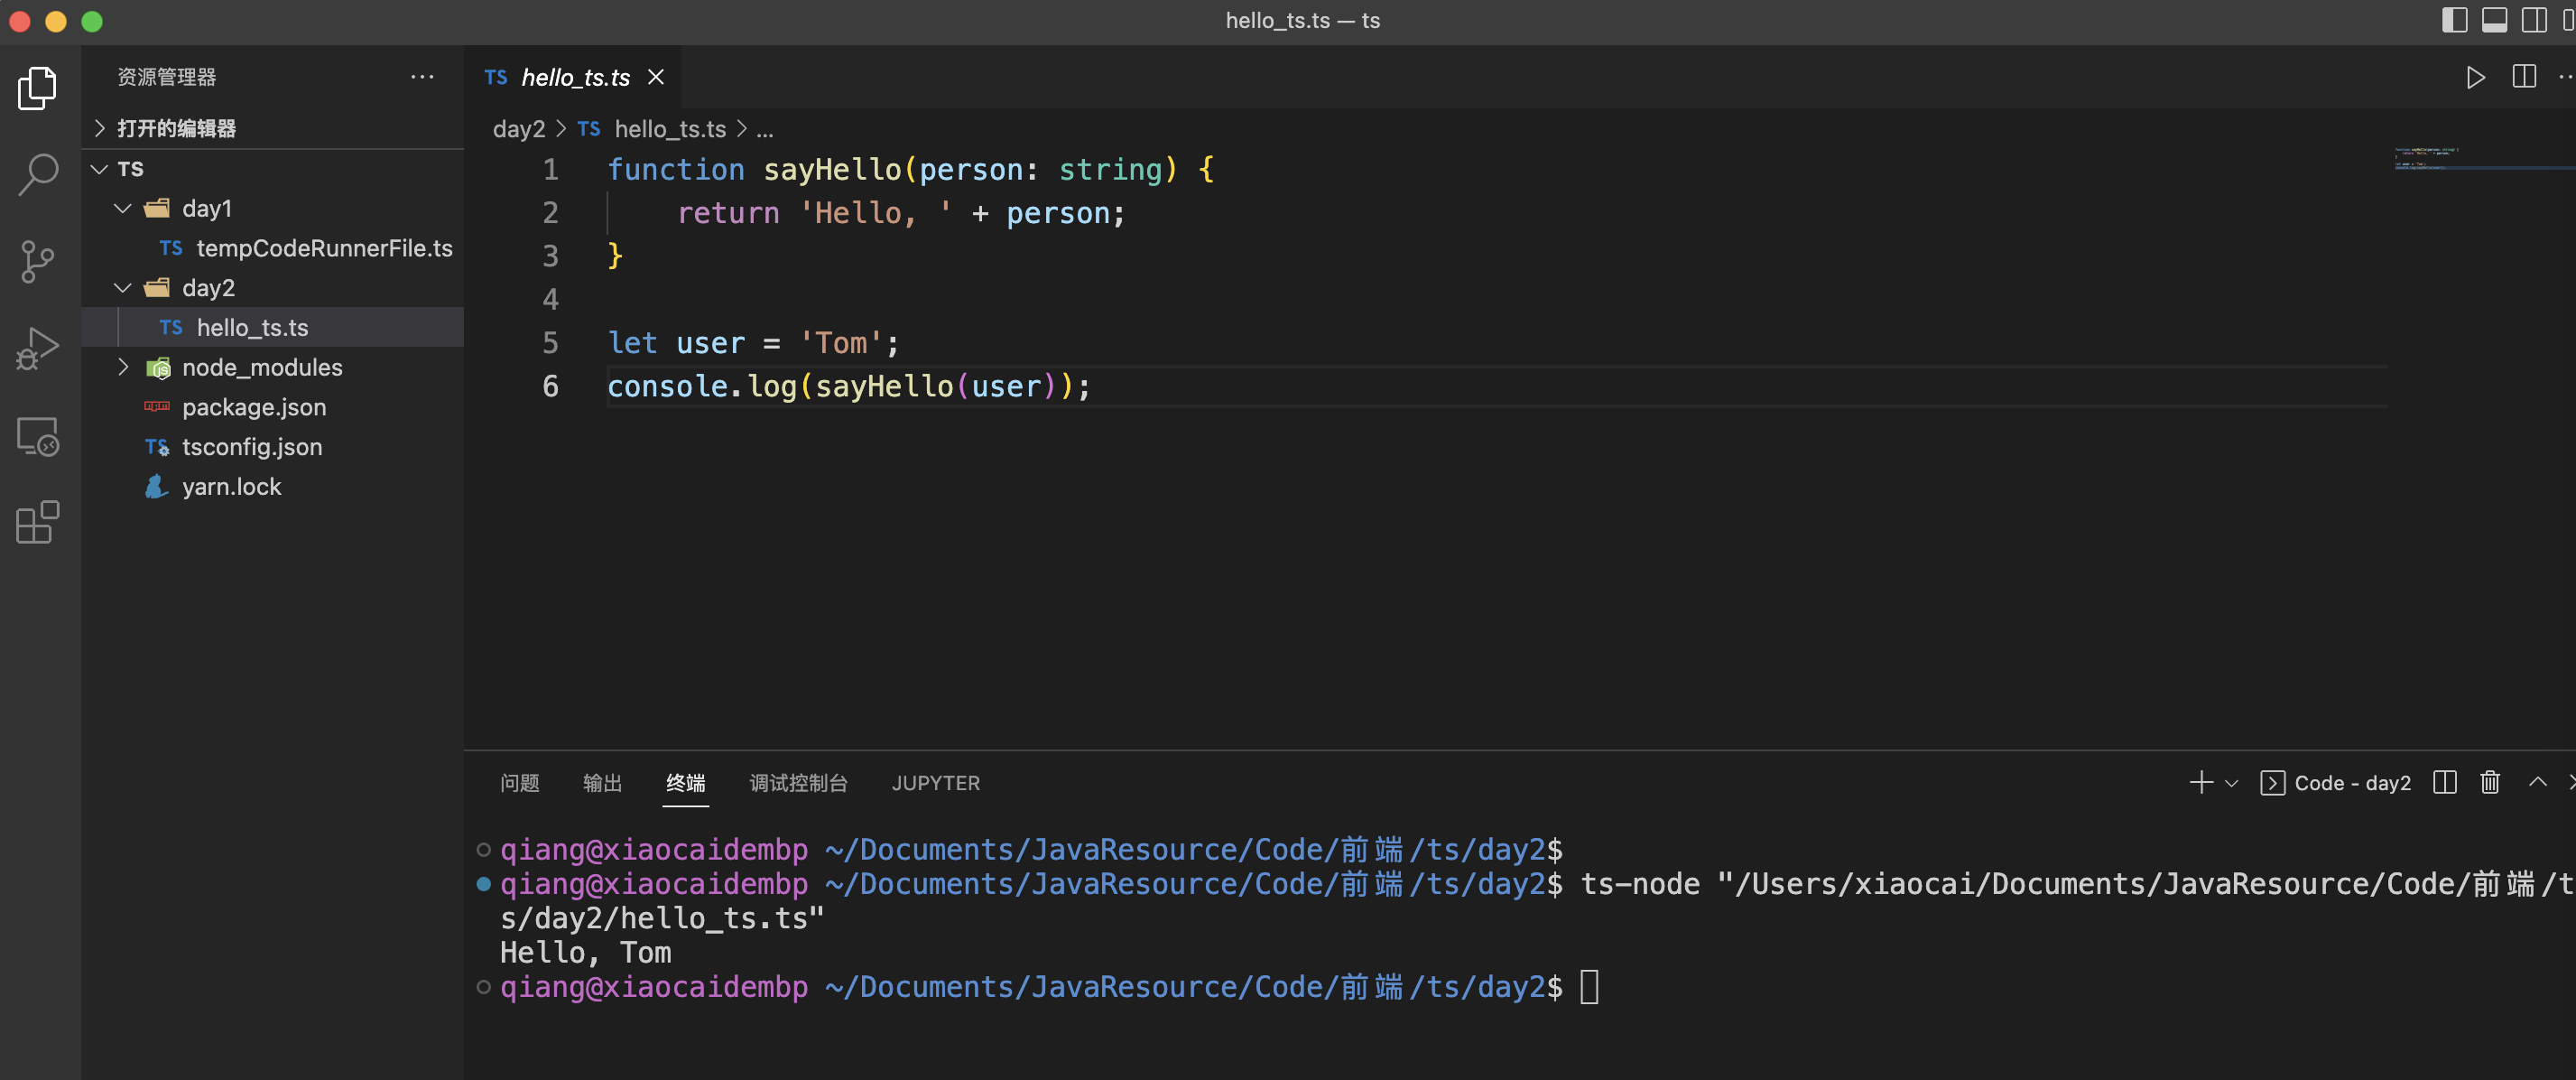 hello_ts.ts — ts
资源管理器
打开的编辑器
TS
day1
TS tempCodeRunnerFile.ts
day2
TS hello_ts.ts
node_modules
package.json
TS tsconfig.json
yarn.lock
TS hello_ts.ts
day2 > TS hello_ts.ts > ...
1 function sayHello(person: string) {
2     return 'Hello, ' + person;
3 }
4
5 let user = 'Tom';
6 console.log(sayHello(user));
问题 输出 终端 调试控制台 JUPYTER
Code - day2
qiang@xiaocaidembp ~/Documents/JavaResource/Code/前端/ts/day2$
qiang@xiaocaidembp ~/Documents/JavaResource/Code/前端/ts/day2$ ts-node "/Users/xiaocai/Documents/JavaResource/Code/前端/t
s/day2/hello_ts.ts"
Hello, Tom
qiang@xiaocaidembp ~/Documents/JavaResource/Code/前端/ts/day2$